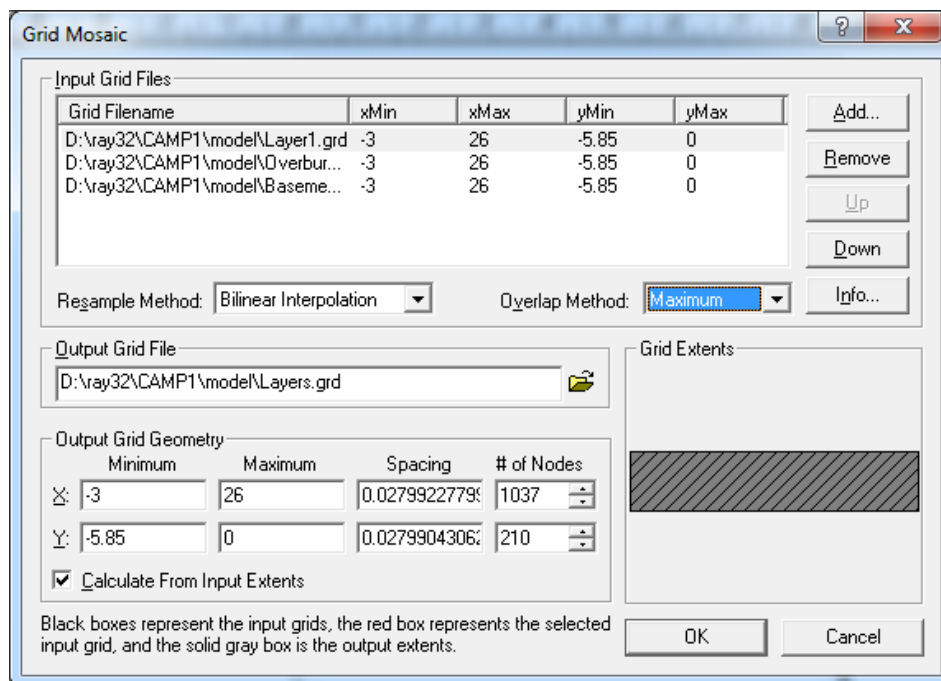 Grid Mosaic
Input Grid Files
Grid Filename xMin xMax yMin yMax
D:\ray32\CAMP1\model\Layer1.grd -3 26 -5.85 0
D:\ray32\CAMP1\model\Overbur... -3 26 -5.85 0
D:\ray32\CAMP1\model\Baseme... -3 26 -5.85 0
Add...
Remove
Up
Down
Info...
Resample Method: Bilinear Interpolation Overlap Method: Maximum
Output Grid File
D:\ray32\CAMP1\model\Layers.grd
Grid Extents
Output Grid Geometry
Minimum Maximum Spacing # of Nodes
X: -3 26 0.0279922779 1037
Y: -5.85 0 0.0279904306 210
Calculate From Input Extents
Black boxes represent the input grids, the red box represents the selected
input grid, and the solid gray box is the output extents.
OK Cancel